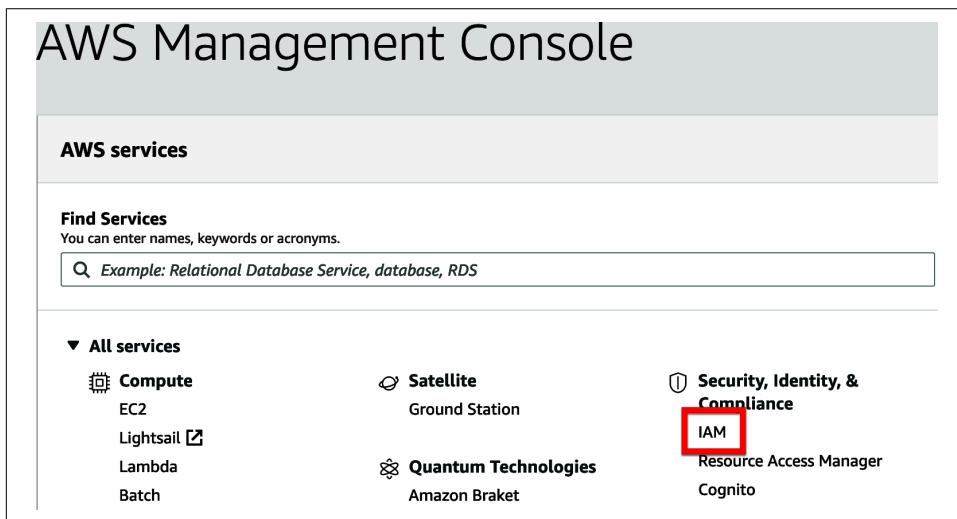 AWS Management Console
AWS services
Find Services
You can enter names, keywords or acronyms.
Example: Relational Database Service, database, RDS
All services
Compute
EC2
Lightsail
Lambda
Batch
Satellite
Ground Station
Quantum Technologies
Amazon Braket
Security, Identity, &
Compliance
IAM
Resource Access Manager
Cognito